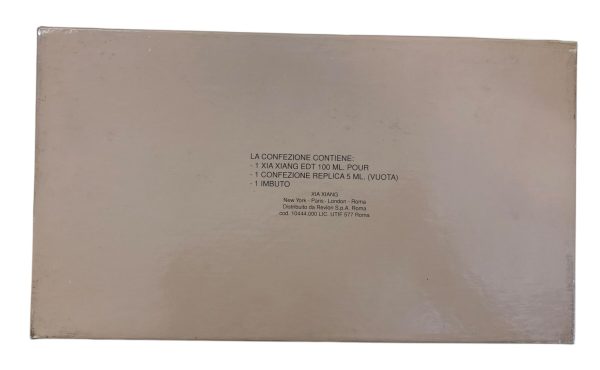 LA CONFEZIONE CONTIENE:
- 1 XIA XIANG EDT 100 ML. POUR
- 1 CONFEZIONE REPLICA 5 ML. (VUOTA)
- 1 IMBUTO
XIA XIANG
New York - Paris - London - Roma
Distribuito da Revlon S.p.A. Roma
cod. 10444.000 LIC. UTIF 577 Roma